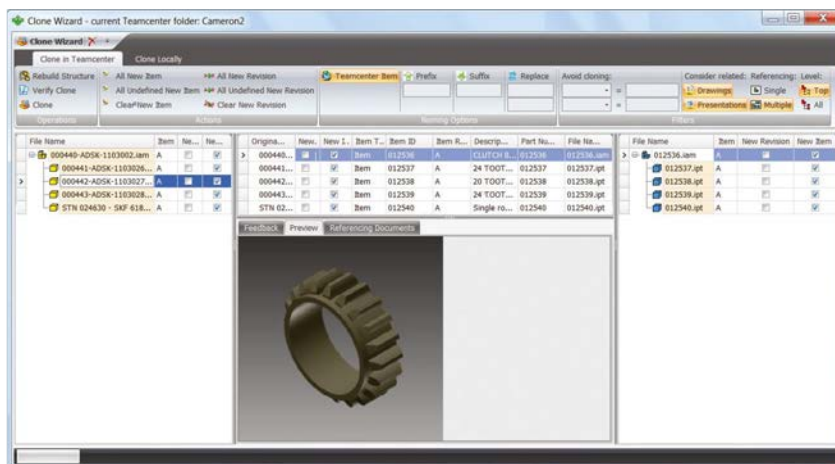 Clone Wizard - current Teamcenter folder: Cameron2
Clone Wizard
Clone in Teamcenter Clone Locally
Rebuild Structure All New Item All New Revision Teamcenter Item Prefix Suffix Replace Avoid cloning: Consider related: Referencing: Level:
Verify Clone All Undefined New Item All Undefined New Revision = Drawings Single Top
Clone Clear New Item Clear New Revision = Presentations Multiple All
Operations Actions Naming Options Filters
File Name Item Ne... Ne...
000440-ADSK-1103002.iam A
000441-ADSK-1103026... A
000442-ADSK-1103027... A
000443-ADSK-1103028... A
STN 024630 - SKF 618... A
Origina... New. New I.. Item T.. Item ID Item R... Descrip... Part Nu... File Na...
000440... Item 012536 A CLUTCH B... 012536 012536.iam
000441... Item 012537 A 24 TOOT... 012537 012537.ipt
000442... Item 012538 A 20 TOOT... 012538 012538.ipt
000443... Item 012539 A 24 TOOT... 012539 012539.ipt
STN 02... Item 012540 A Single ro... 012540 012540.ipt
Feedback Preview Referencing Documents
File Name Item New Revision New Item
012536.iam A
012537.ipt A
012538.ipt A
012539.ipt A
012540.ipt A